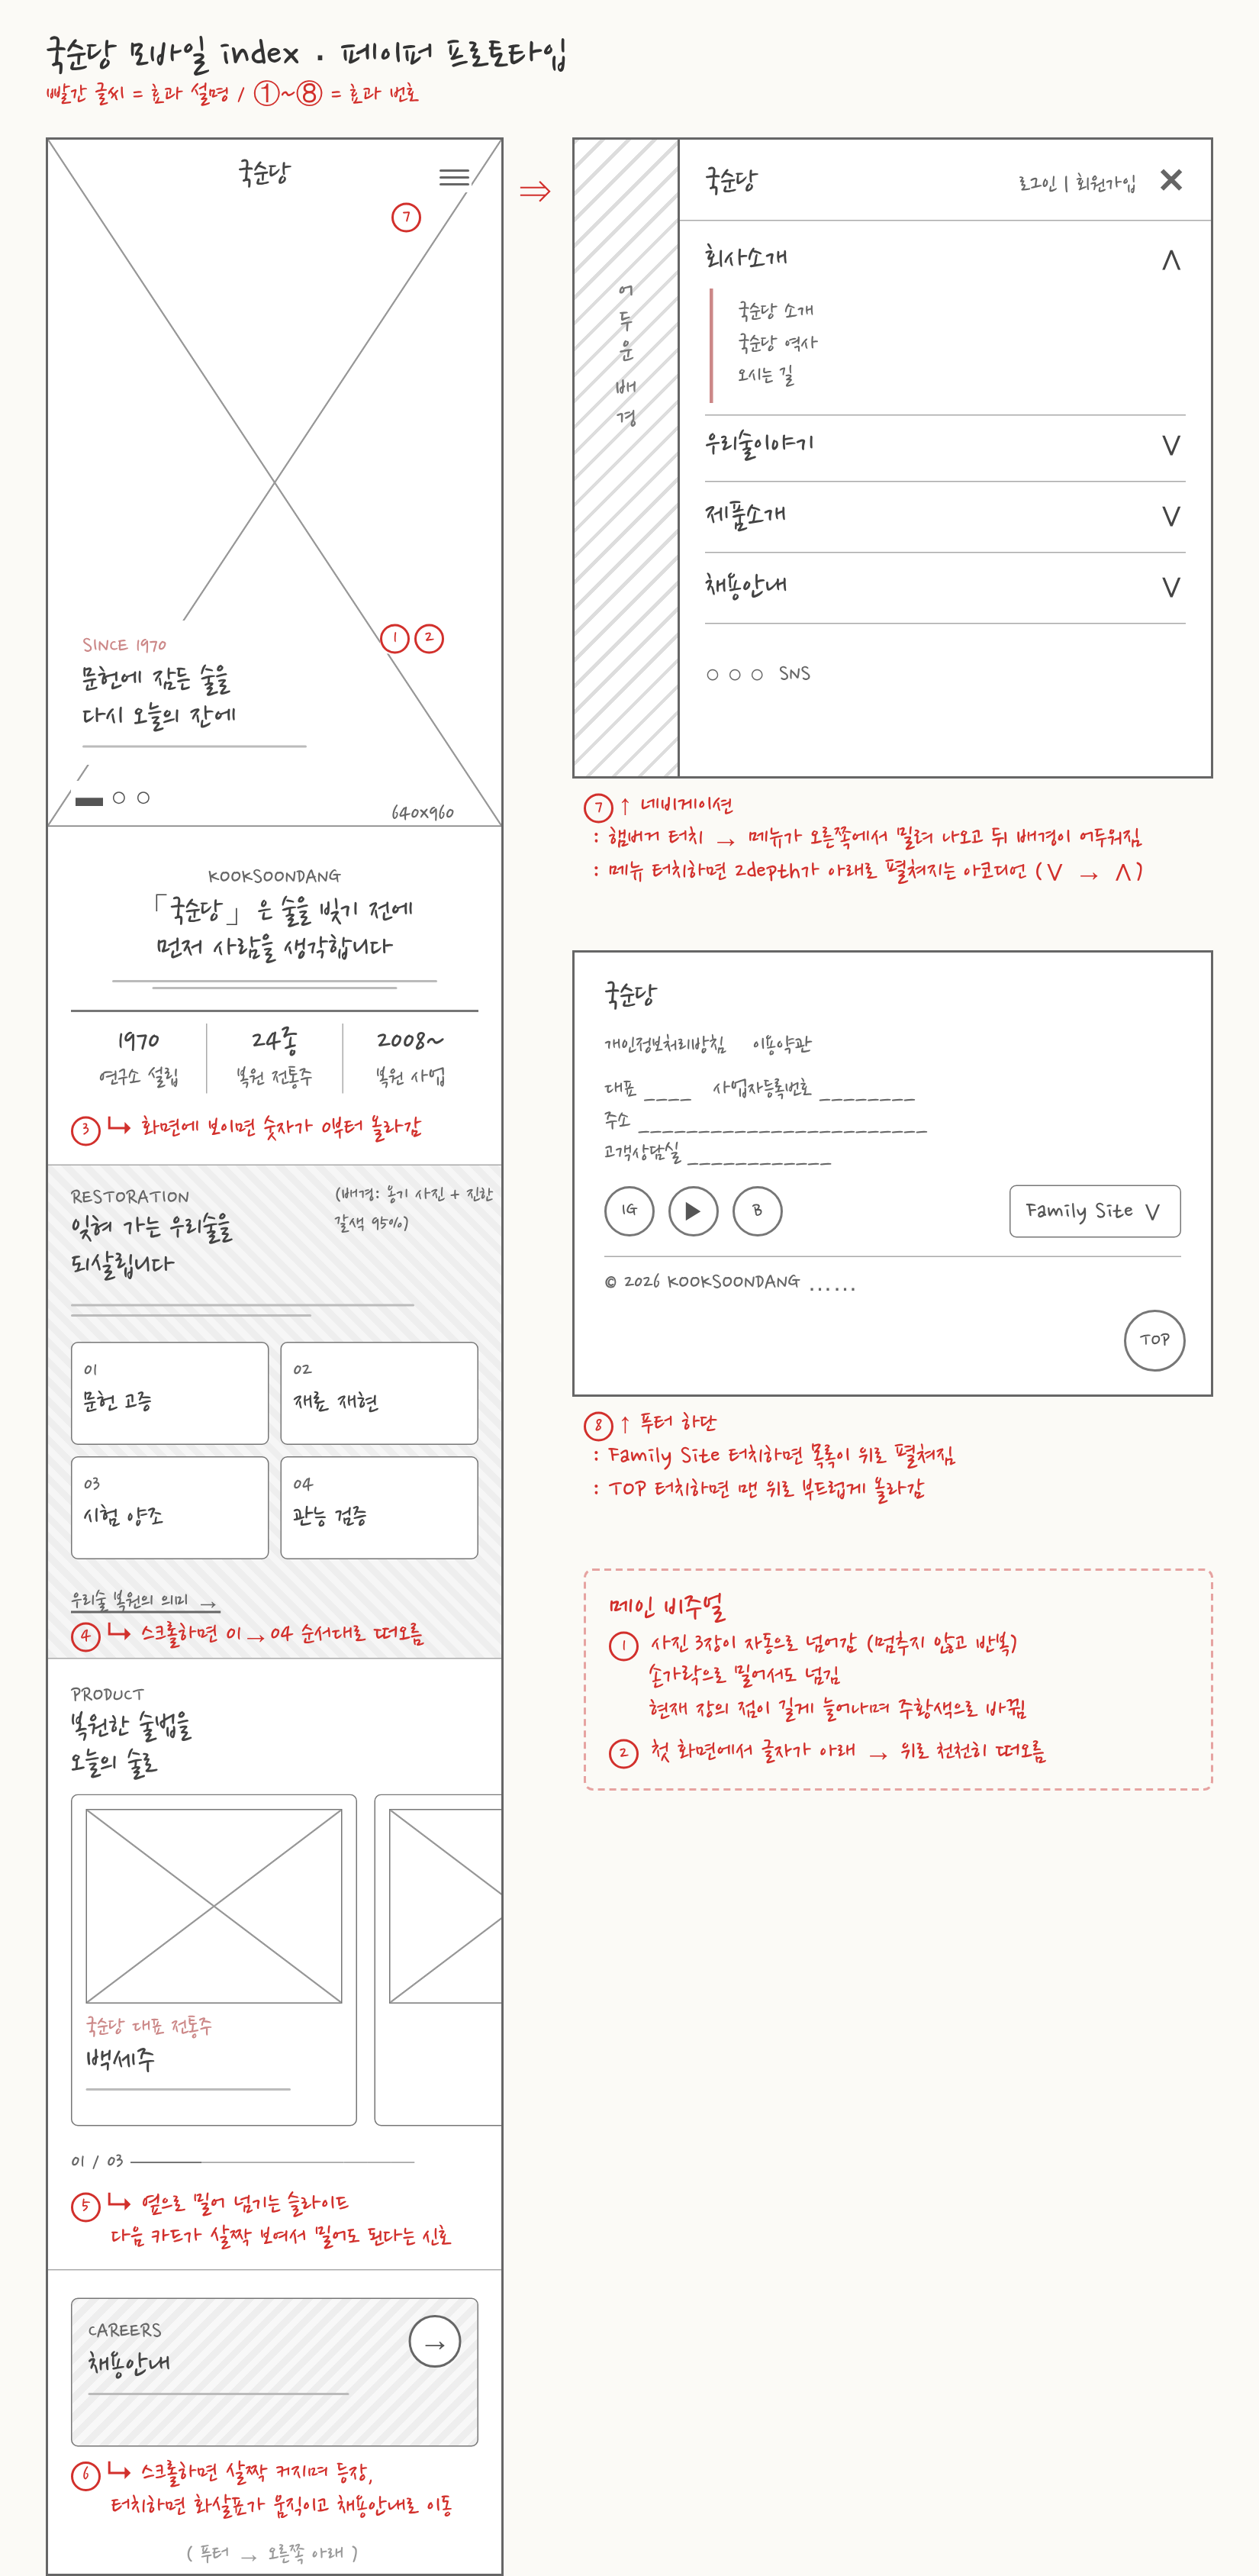 국순당 모바일 index · 페이퍼 프로토타입
빨간 글씨 = 효과 설명 / ①~⑧ = 효과 번호
국순당
⑦
⇒
SINCE 1970
문헌에 잠든 술을
다시 오늘의 잔에
① ②
640x960
KOOKSOONDANG
「국순당」은 술을 빚기 전에
먼저 사람을 생각합니다
1970 24종 2008~
연구소 설립 복원 전통주 복원 사업
③ ↳ 화면에 보이면 숫자가 0부터 올라감
RESTORATION
(배경: 옹기 사진 + 진한
갈색 95%)
잊혀 가는 우리술을
되살립니다
01
문헌 고증
02
재료 재현
03
시험 양조
04
관능 검증
우리술 복원의 의미 →
④ ↳ 스크롤하면 01→04 순서대로 떠오름
PRODUCT
복원한 술법을
오늘의 술로
국순당 대표 전통주
백세주
01 / 03
⑤ ↳ 옆으로 밀어 넘기는 슬라이드
다음 카드가 살짝 보여서 밀어도 된다는 신호
CAREERS
채용안내
→
⑥ ↳ 스크롤하면 살짝 커지며 등장,
터치하면 화살표가 움직이고 채용안내로 이동
( 푸터 → 오른쪽 아래 )
어두운배경
국순당
로그인 | 회원가입 ✕
회사소개 ∧
국순당 소개
국순당 역사
오시는 길
우리술이야기 ∨
제품소개 ∨
채용안내 ∨
○ ○ ○ SNS
⑦ ↑ 네비게이션
: 햄버거 터치 → 메뉴가 오른쪽에서 밀려 나오고 뒤 배경이 어두워짐
: 메뉴 터치하면 2depth가 아래로 펼쳐지는 아코디언 (∨ → ∧)
국순당
개인정보처리방침 이용약관
대표 ____ 사업자등록번호 ________
주소 ________________________
고객상담실 ____________
IG ▶ B
Family Site ∨
© 2026 KOOKSOONDANG ......
TOP
⑧ ↑ 푸터 하단
: Family Site 터치하면 목록이 위로 펼쳐짐
: TOP 터치하면 맨 위로 부드럽게 올라감
메인 비주얼
① 사진 3장이 자동으로 넘어감 (멈추지 않고 반복)
손가락으로 밀어서도 넘김
현재 장의 점이 길게 늘어나며 주황색으로 바뀜
② 첫 화면에서 글자가 아래 → 위로 천천히 떠오름